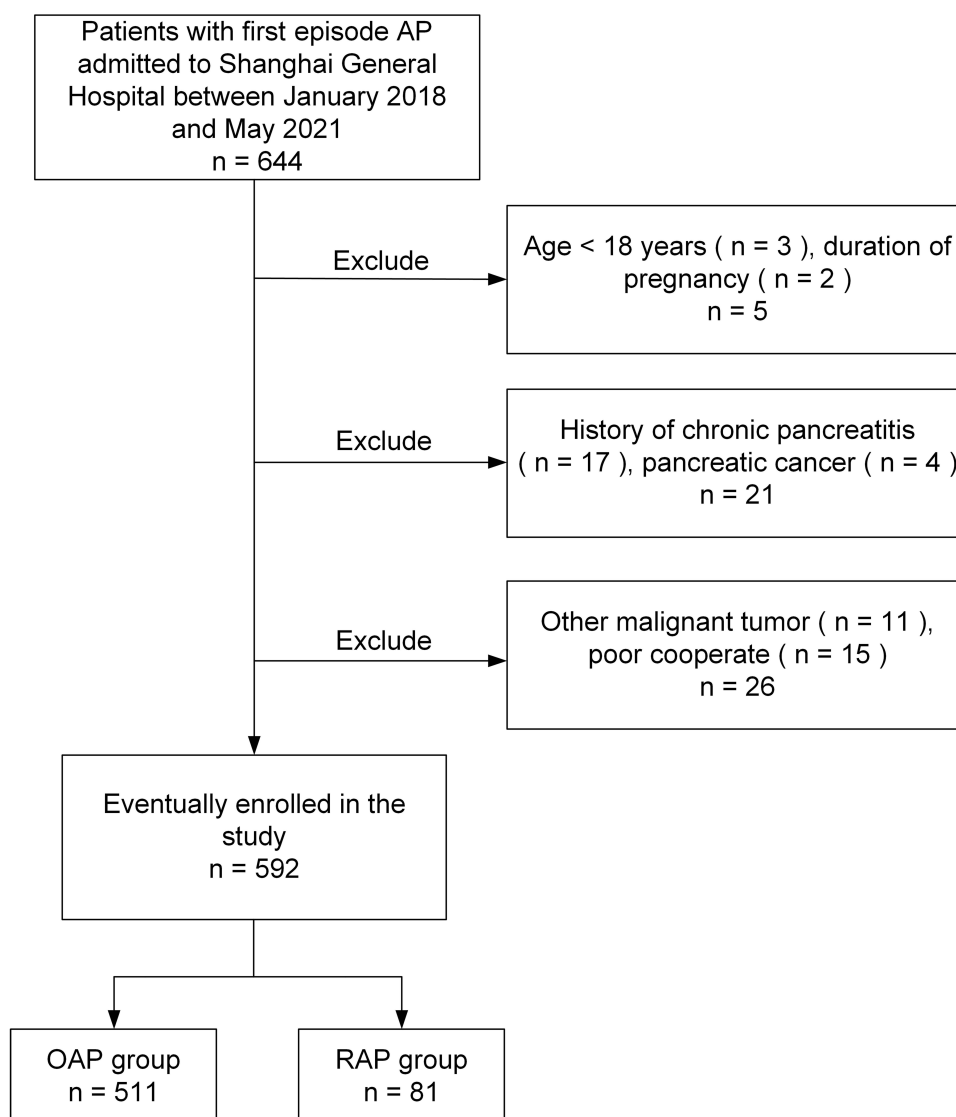 Patients with first episode AP
admitted to Shanghai General
Hospital between January 2018
and May 2021
n = 644
Exclude
Age < 18 years ( n = 3 ), duration of
pregnancy ( n = 2 )
n = 5
Exclude
History of chronic pancreatitis
( n = 17 ), pancreatic cancer ( n = 4 )
n = 21
Exclude
Other malignant tumor ( n = 11 ),
poor cooperate ( n = 15 )
n = 26
Eventually enrolled in the
study
n = 592
OAP group
n = 511
RAP group
n = 81